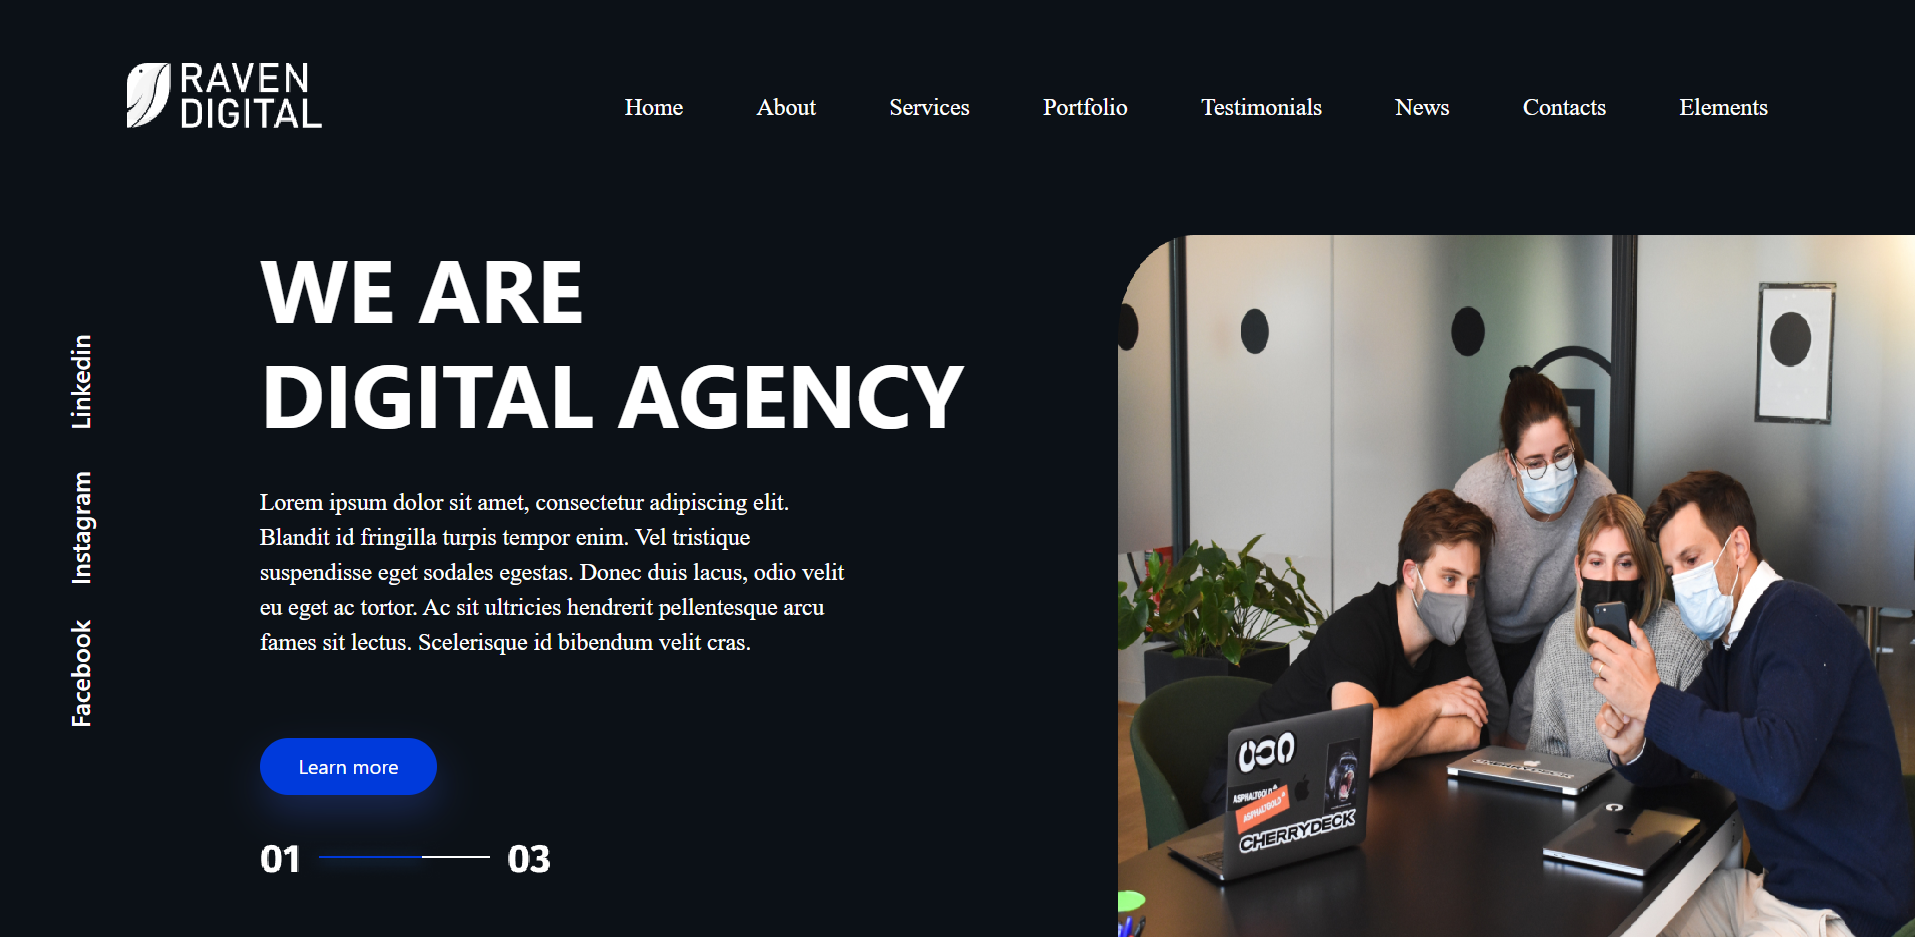 RAVEN
DIGITAL
Home About Services Portfolio Testimonials News Contacts Elements
WE ARE
DIGITAL AGENCY
Linkedin
Instagram
Facebook
Lorem ipsum dolor sit amet, consectetur adipiscing elit.
Blandit id fringilla turpis tempor enim. Vel tristique
suspendisse eget sodales egestas. Donec duis lacus, odio velit
eu eget ac tortor. Ac sit ultricies hendrerit pellentesque arcu
fames sit lectus. Scelerisque id bibendum velit cras.
Learn more
01 03
ASPHALTGOLD
ASPHALTGOLD
CHERRYDECK
CHERRYDECK